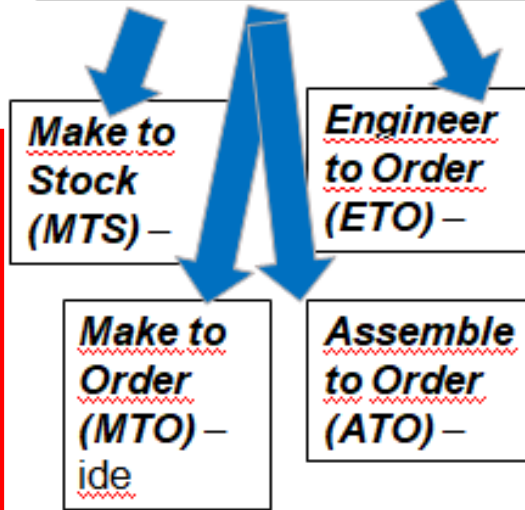 Make to
Stock
(MTS) –
Engineer
to Order
(ETO) –
Make to
Order
(MTO) –
ide
Assemble
to Order
(ATO) –